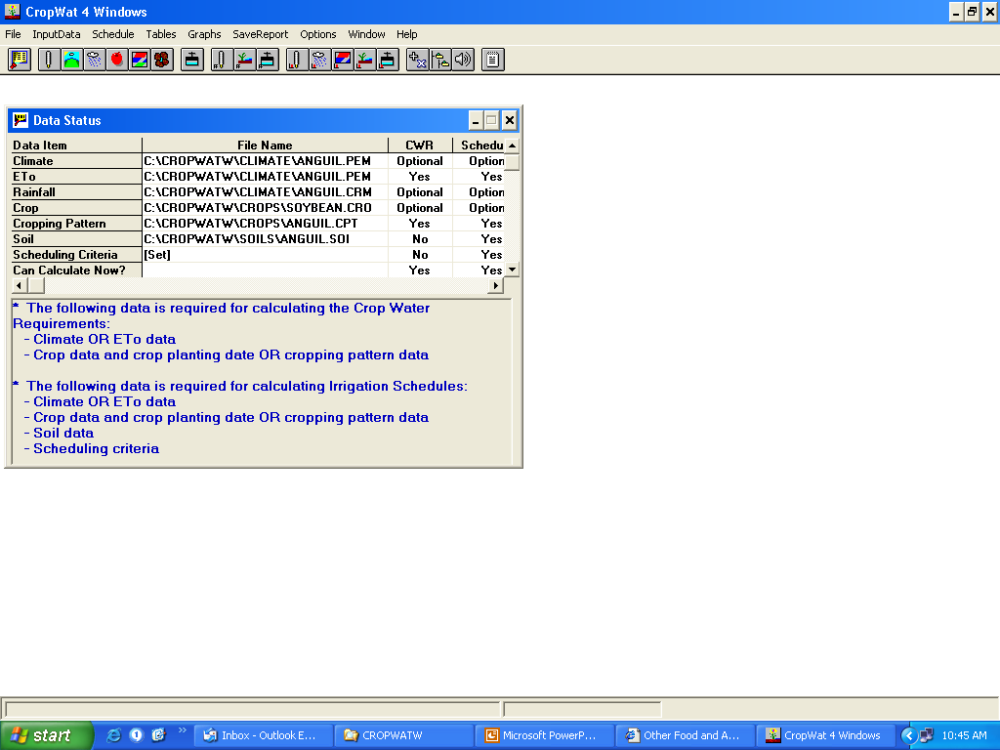 CropWat 4 Windows
File InputData Schedule Tables Graphs SaveReport Options Window Help
Data Status
Data Item File Name CWR Schedu
Climate C:\CROPWATW\CLIMATE\ANGUIL.PEM Optional Option
ETo C:\CROPWATW\CLIMATE\ANGUIL.PEM Yes Yes
Rainfall C:\CROPWATW\CLIMATE\ANGUIL.CRM Optional Option
Crop C:\CROPWATW\CROPS\SOYBEAN.CRO Optional Option
Cropping Pattern C:\CROPWATW\CROPS\ANGUIL.CPT Yes Yes
Soil C:\CROPWATW\SOILS\ANGUIL.SOI No Yes
Scheduling Criteria [Set] No Yes
Can Calculate Now? Yes Yes
* The following data is required for calculating the Crop Water
Requirements:
- Climate OR ETo data
- Crop data and crop planting date OR cropping pattern data
* The following data is required for calculating Irrigation Schedules:
- Climate OR ETo data
- Crop data and crop planting date OR cropping pattern data
- Soil data
- Scheduling criteria
start Inbox - Outlook E... CROPWATW Microsoft PowerP... Other Food and A... CropWat 4 Windows 10:45 AM